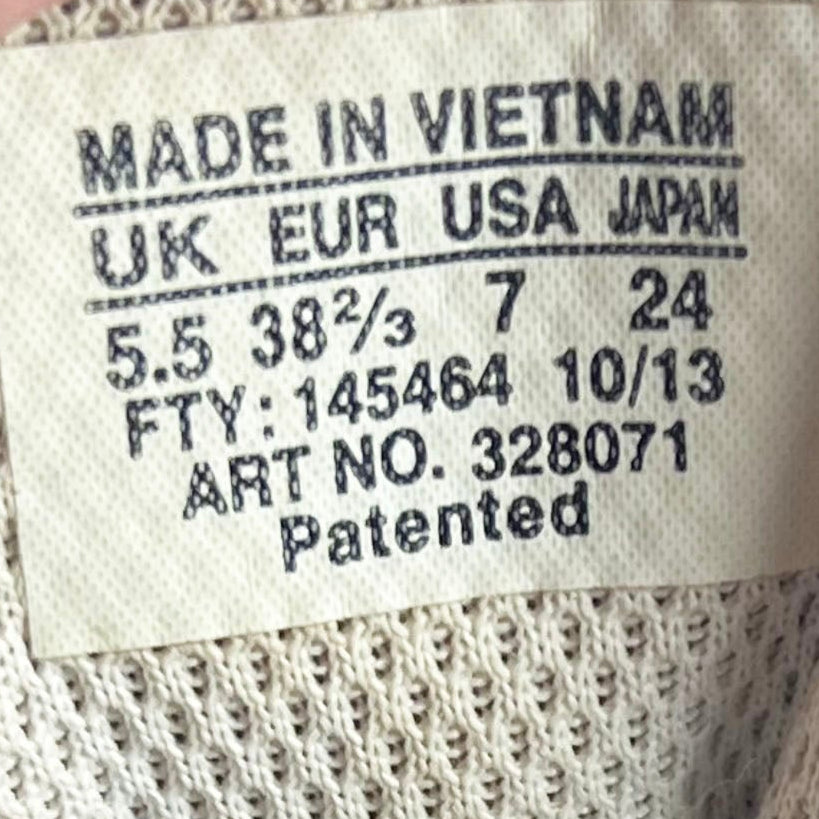 MADE IN VIETNAM
UK EUR USA JAPAN
5.5 38⅔ 7 24
FTY: 145464 10/13
ART NO. 328071
Patented